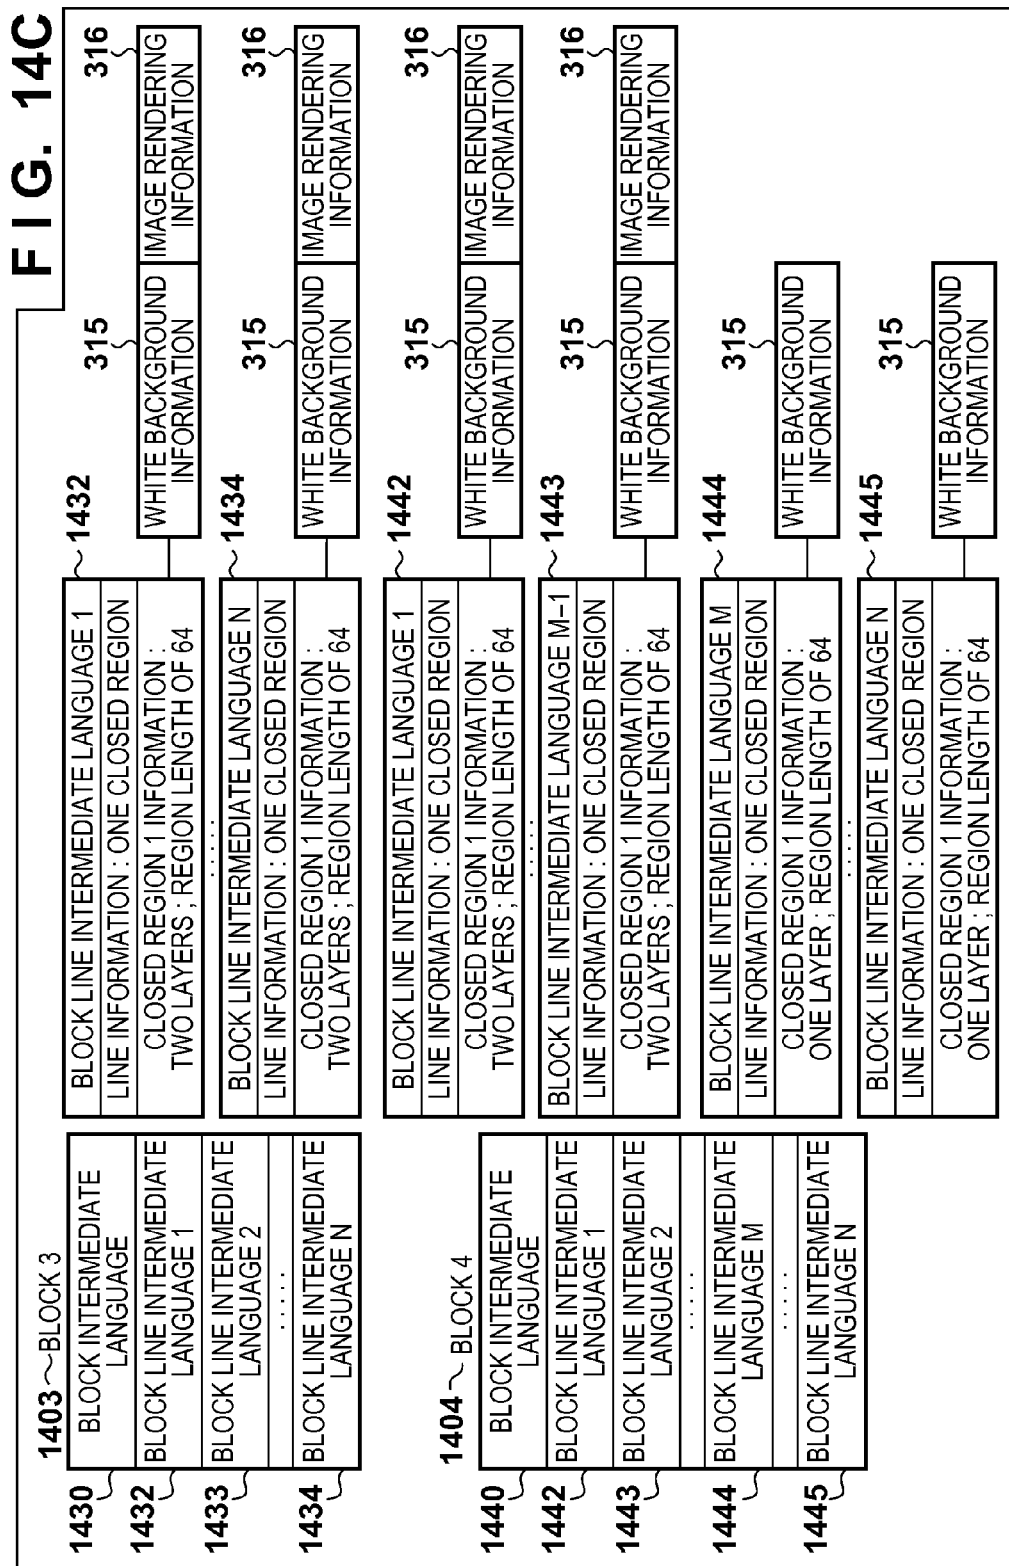 FIG. 14C
1403 BLOCK 3
1430
BLOCK INTERMEDIATE
LANGUAGE
1432
BLOCK LINE INTERMEDIATE
LANGUAGE 1
1433
BLOCK LINE INTERMEDIATE
LANGUAGE 2
.....
1434
BLOCK LINE INTERMEDIATE
LANGUAGE N
1432
BLOCK LINE INTERMEDIATE LANGUAGE 1
LINE INFORMATION : ONE CLOSED REGION
CLOSED REGION 1 INFORMATION :
TWO LAYERS ; REGION LENGTH OF 64
315
WHITE BACKGROUND
INFORMATION
316
IMAGE RENDERING
INFORMATION
.....
1434
BLOCK LINE INTERMEDIATE LANGUAGE N
LINE INFORMATION : ONE CLOSED REGION
CLOSED REGION 1 INFORMATION :
TWO LAYERS ; REGION LENGTH OF 64
315
WHITE BACKGROUND
INFORMATION
316
IMAGE RENDERING
INFORMATION
1404 BLOCK 4
1440
BLOCK INTERMEDIATE
LANGUAGE
1442
BLOCK LINE INTERMEDIATE
LANGUAGE 1
1443
BLOCK LINE INTERMEDIATE
LANGUAGE 2
.....
1444
BLOCK LINE INTERMEDIATE
LANGUAGE M
.....
1445
BLOCK LINE INTERMEDIATE
LANGUAGE N
1442
BLOCK LINE INTERMEDIATE LANGUAGE 1
LINE INFORMATION : ONE CLOSED REGION
CLOSED REGION 1 INFORMATION :
TWO LAYERS ; REGION LENGTH OF 64
315
WHITE BACKGROUND
INFORMATION
316
IMAGE RENDERING
INFORMATION
.....
1443
BLOCK LINE INTERMEDIATE LANGUAGE M-1
LINE INFORMATION : ONE CLOSED REGION
CLOSED REGION 1 INFORMATION :
TWO LAYERS ; REGION LENGTH OF 64
315
WHITE BACKGROUND
INFORMATION
316
IMAGE RENDERING
INFORMATION
1444
BLOCK LINE INTERMEDIATE LANGUAGE M
LINE INFORMATION : ONE CLOSED REGION
CLOSED REGION 1 INFORMATION :
ONE LAYER ; REGION LENGTH OF 64
315
WHITE BACKGROUND
INFORMATION
.....
1445
BLOCK LINE INTERMEDIATE LANGUAGE N
LINE INFORMATION : ONE CLOSED REGION
CLOSED REGION 1 INFORMATION :
ONE LAYER ; REGION LENGTH OF 64
315
WHITE BACKGROUND
INFORMATION